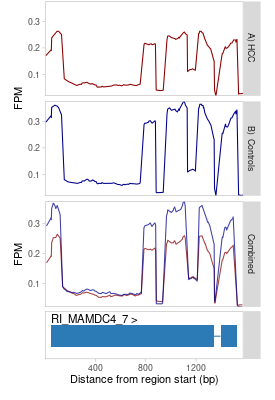 0.3
0.2
0.1
A) HCC
FPM
0.3
0.2
0.1
B) Controls
0.3
0.2
0.1
Combined
FPM
RI_MAMDC4_7 >
400 800 1200
Distance from region start (bp)